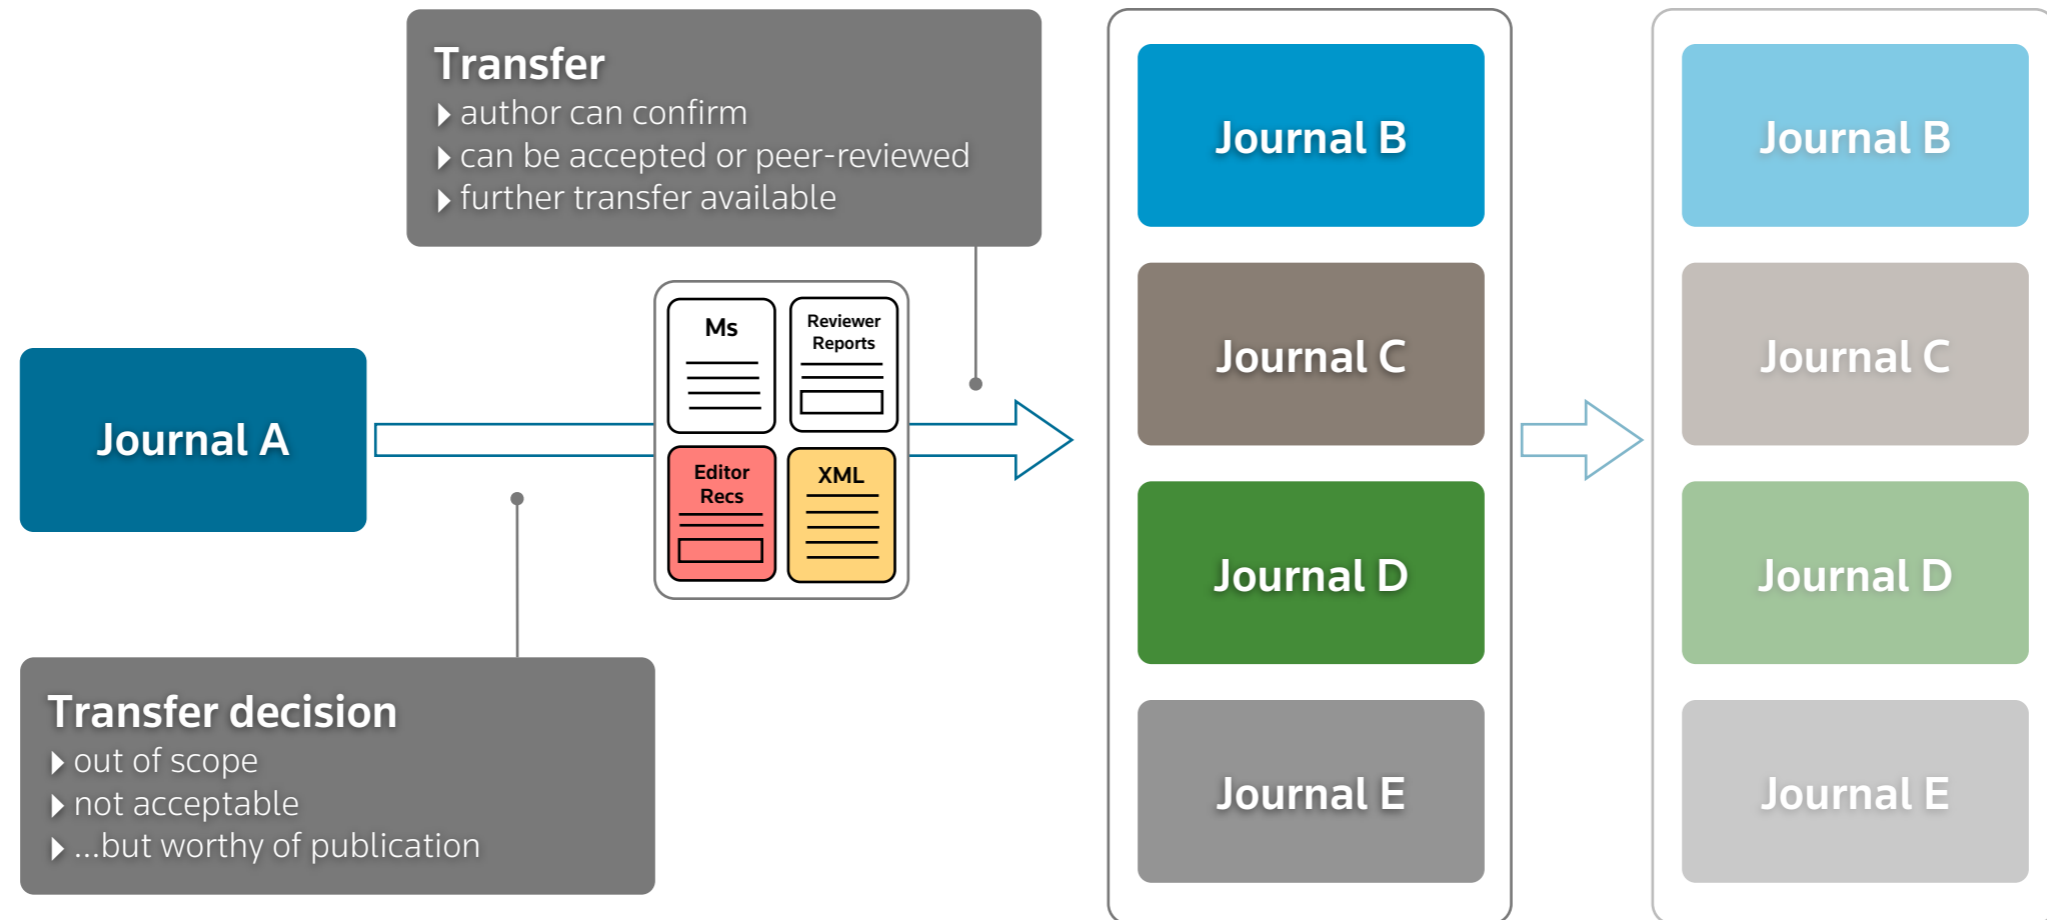 Transfer
author can confirm
can be accepted or peer-reviewed
further transfer available
Journal A
Ms
Reviewer
Reports
Editor
Recs
XML
Transfer decision
out of scope
not acceptable
...but worthy of publication
Journal B
Journal C
Journal D
Journal E
Journal B
Journal C
Journal D
Journal E